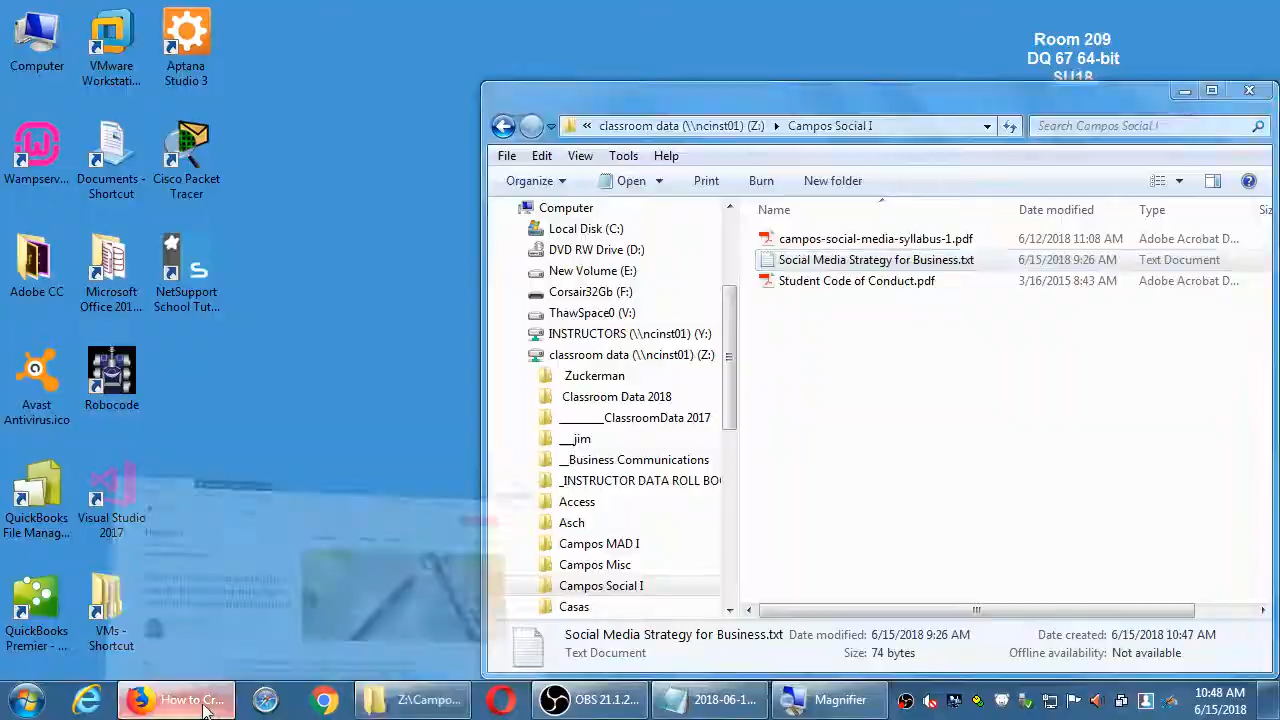 Computer
VMware
Workstati...
Aptana
Studio 3
Room 209
DQ 67 64-bit
SU18
Wampserv...
Documents -
Shortcut
Cisco Packet
Tracer
Adobe CC
Microsoft
Office 201...
NetSupport
School Tut...
Avast
Antivirus.ico
Robocode
QuickBooks
File Manag...
Visual Studio
2017
QuickBooks
Premier - ...
VMs -
Shortcut
« classroom data (\\ncinst01) (Z:) Campos Social I
Search Campos Social I
File Edit View Tools Help
Organize Open Print Burn New folder
Computer
Local Disk (C:)
DVD RW Drive (D:)
New Volume (E:)
Corsair32Gb (F:)
ThawSpace0 (V:)
INSTRUCTORS (\\ncinst01) (Y:)
classroom data (\\ncinst01) (Z:)
Zuckerman
Classroom Data 2018
________ClassroomData 2017
___jim
__Business Communications
_INSTRUCTOR DATA ROLL BO
Access
Asch
Campos MAD I
Campos Misc
Campos Social I
Casas
Name Date modified Type Siz
campos-social-media-syllabus-1.pdf 6/12/2018 11:08 AM Adobe Acrobat D...
Social Media Strategy for Business.txt 6/15/2018 9:26 AM Text Document
Student Code of Conduct.pdf 3/16/2015 8:43 AM Adobe Acrobat D...
Social Media Strategy for Business.txt Date modified: 6/15/2018 9:26 AM Date created: 6/15/2018 10:47 AM
Text Document Size: 74 bytes Offline availability: Not available
How to Cr...
Z:\Campo...
OBS 21.1.2...
2018-06-1...
Magnifier
10:48 AM
6/15/2018